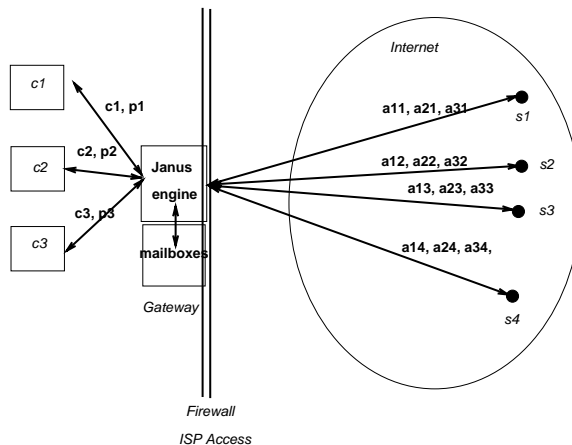 Internet
c1
c1, p1
a11, a21, a31
s1
c2
c2, p2
Janus
engine
a12, a22, a32
s2
a13, a23, a33
s3
c3, p3
c3
mailboxes
a14, a24, a34,
s4
Gateway
Firewall
ISP Access